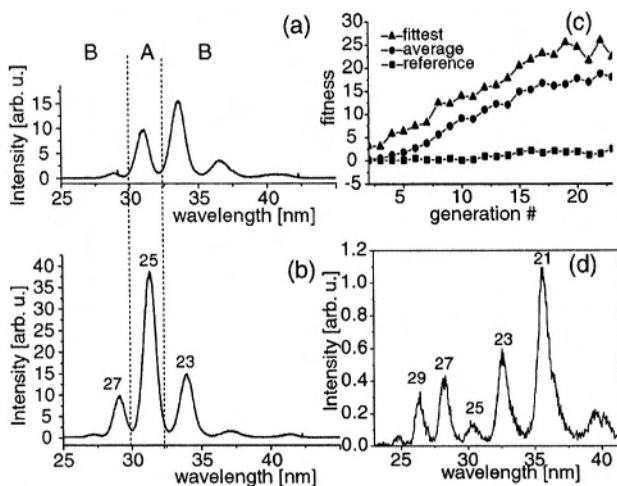 B A B (a)
Intensity [arb. u.]
15
10
5
0
25 30 35 40
wavelength [nm]
(c)
fittest
average
reference
fitness
30
25
20
15
10
5
0
-5
5 10 15 20
generation #
(b)
Intensity [arb. u.]
40
35
30
25
20
15
10
5
0
27
25
23
25 30 35 40
wavelength [nm]
(d)
Intensity [arb. u.]
1.2
1.0
0.8
0.6
0.4
0.2
0.0
29
27
25
23
21
25 30 35 40
wavelength [nm]